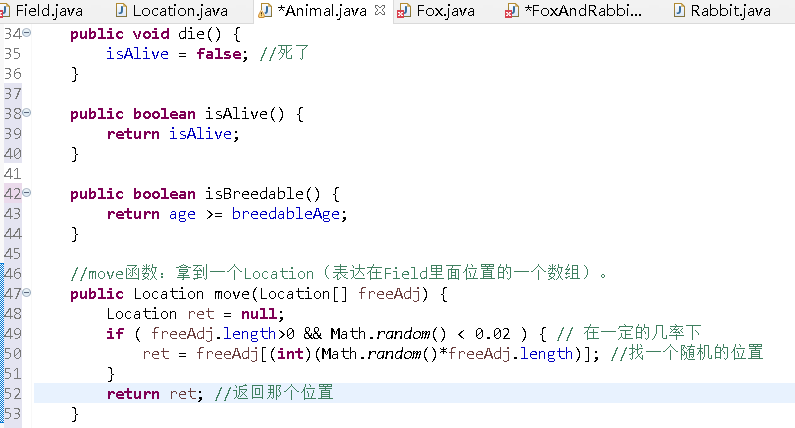 Field.java Location.java *Animal.java Fox.java *FoxAndRabbi... Rabbit.java
34 public void die() {
35 isAlive = false; //死了
36 }
37
38 public boolean isAlive() {
39 return isAlive;
40 }
41
42 public boolean isBreedable() {
43 return age >= breedableAge;
44 }
45
46 //move函数：拿到一个Location（表达在Field里面位置的一个数组）。
47 public Location move(Location[] freeAdj) {
48 Location ret = null;
49 if ( freeAdj.length>0 && Math.random() < 0.02 ) { // 在一定的几率下
50 ret = freeAdj[(int)(Math.random()*freeAdj.length)]; //找一个随机的位置
51 }
52 return ret; //返回那个位置
53 }